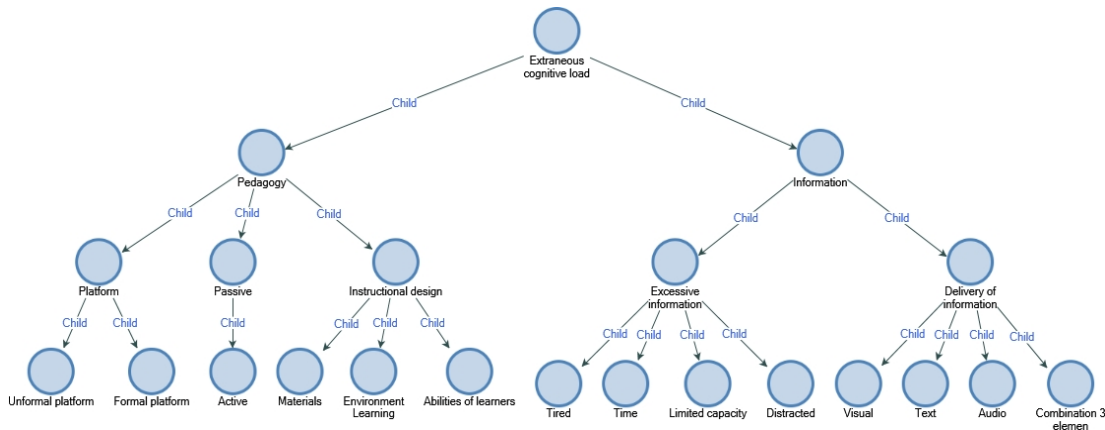 Extraneous
cognitive load
Child
Child
Pedagogy
Information
Child
Child
Child
Child
Child
Platform
Passive
Instructional design
Excessive
information
Delivery of
information
Child
Child
Child
Child
Child
Child
Child
Child
Child
Child
Child
Child
Child
Child
Unformal platform
Formal platform
Active
Materials
Environment
Learning
Abilities of learners
Tired
Time
Limited capacity
Distracted
Visual
Text
Audio
Combination 3
elemen